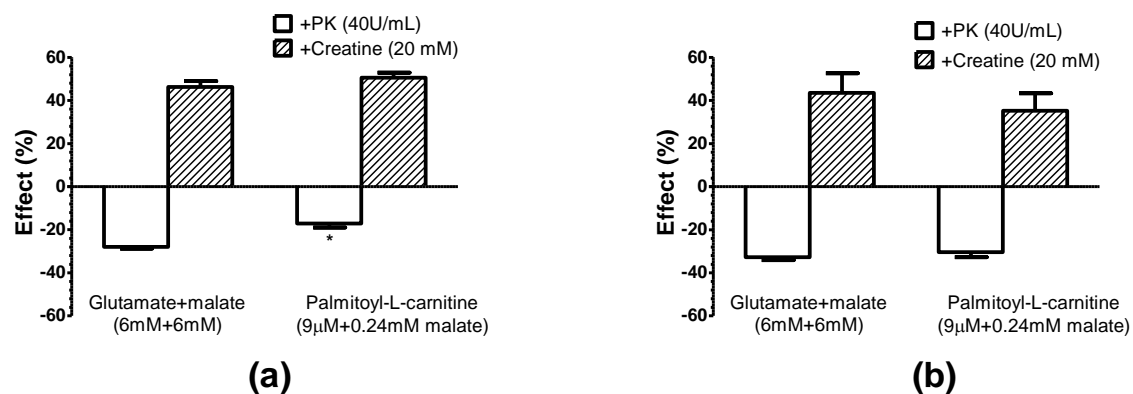 +PK (40U/mL)
+Creatine (20 mM)
60
40
20
0
-20
-40
-60
Effect (%)
*
Glutamate+malate
(6mM+6mM)
Palmitoyl-L-carnitine
(9µM+0.24mM malate)
(a)
+PK (40U/mL)
+Creatine (20 mM)
60
40
20
0
-20
-40
-60
Effect (%)
Glutamate+malate
(6mM+6mM)
Palmitoyl-L-carnitine
(9µM+0.24mM malate)
(b)